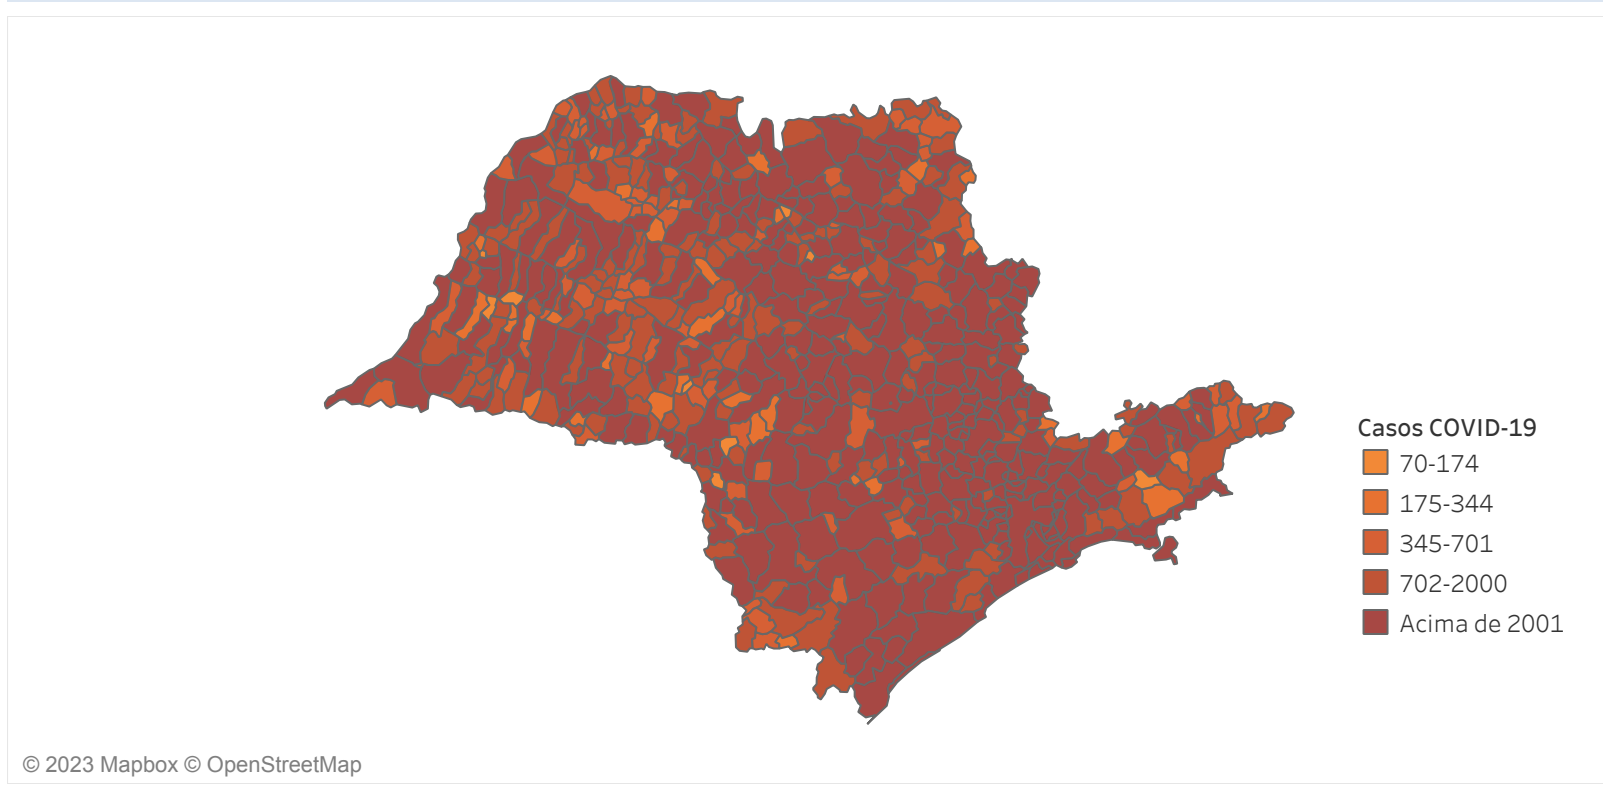 Casos COVID-19
70-174
175-344
345-701
702-2000
Acima de 2001
© 2023 Mapbox © OpenStreetMap